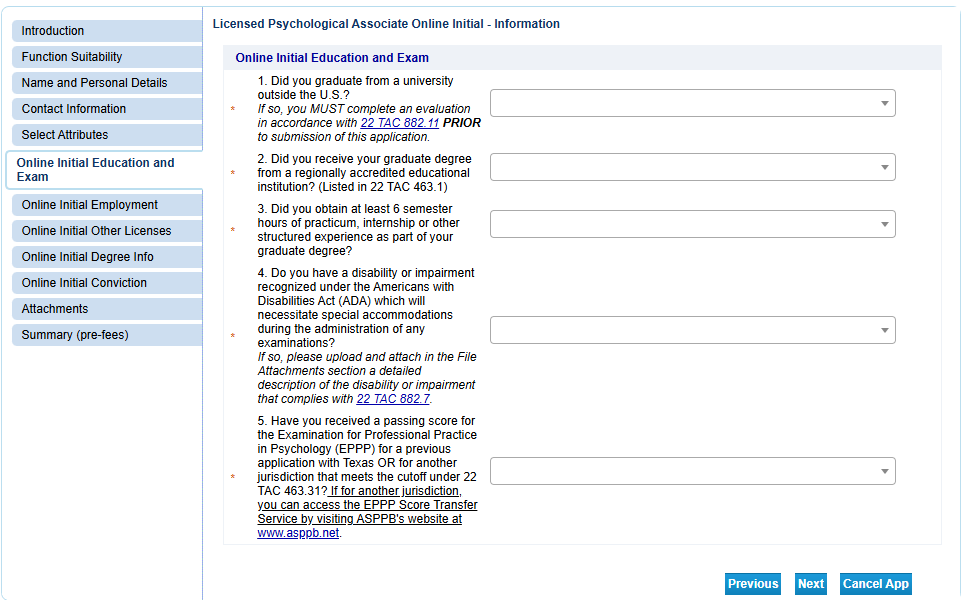 Licensed Psychological Associate Online Initial - Information
Introduction
Function Suitability
Name and Personal Details
Contact Information
Select Attributes
Online Initial Education and
Exam
Online Initial Employment
Online Initial Other Licenses
Online Initial Degree Info
Online Initial Conviction
Attachments
Summary (pre-fees)
Online Initial Education and Exam
1. Did you graduate from a university
outside the U.S.?
* If so, you MUST complete an evaluation
in accordance with 22 TAC 882.11 PRIOR
to submission of this application.
2. Did you receive your graduate degree
* from a regionally accredited educational
institution? (Listed in 22 TAC 463.1)
3. Did you obtain at least 6 semester
hours of practicum, internship or other
* structured experience as part of your
graduate degree?
4. Do you have a disability or impairment
recognized under the Americans with
Disabilities Act (ADA) which will
necessitate special accommodations
during the administration of any
* examinations?
If so, please upload and attach in the File
Attachments section a detailed
description of the disability or impairment
that complies with 22 TAC 882.7.
5. Have you received a passing score for
the Examination for Professional Practice
in Psychology (EPPP) for a previous
application with Texas OR for another
* jurisdiction that meets the cutoff under 22
TAC 463.31? If for another jurisdiction,
you can access the EPPP Score Transfer
Service by visiting ASPPB's website at
www.asppb.net.
Previous Next Cancel App